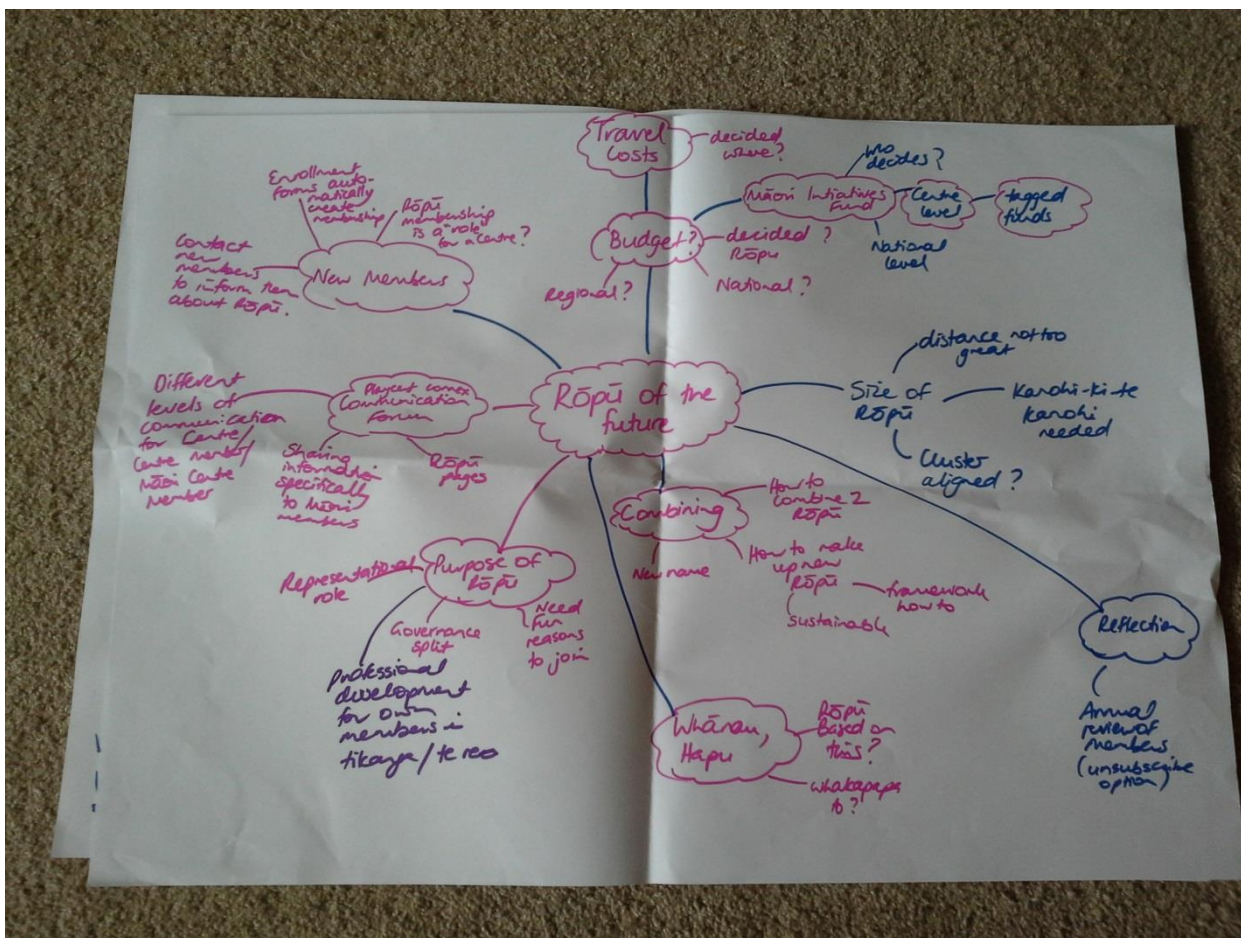 Rōpū of the
future
Travel
Costs
decided
where?
Budget?
decided ?
Rōpū
National ?
Regional ?
Māori Intiatives
Fund
who
decides?
Centre
level
tagged
funds
National
level
Size of
Rōpū
distance not too
great
Kanohi-ki-te
kanohi
needed
Cluster
aligned ?
Reflection
Annual
review of
members
(unsubscribe
option)
Combining
How to
combine 2
Rōpū
New name
How to make
up new
Rōpū
framework
how to
sustainable
Whānau,
Hapu
Rōpū
Based on
this?
whakapapa
to?
Purpose of
Rōpū
Representational
role
Governance
split
Need
fun
reasons
to join
Professional
development
for own
members in
tikanga/te reo
Communication
Forum
Different
levels of
communication
for Centre/
Centre member/
Māori Centre
Member
Sharing
information
specifically
to Māori
members
Rōpū
pages
New Members
Enrollment
forms auto-
matically
create
membership
Rōpū
membership
is a role
for a centre?
Contact
new
members
to inform them
about Rōpū.